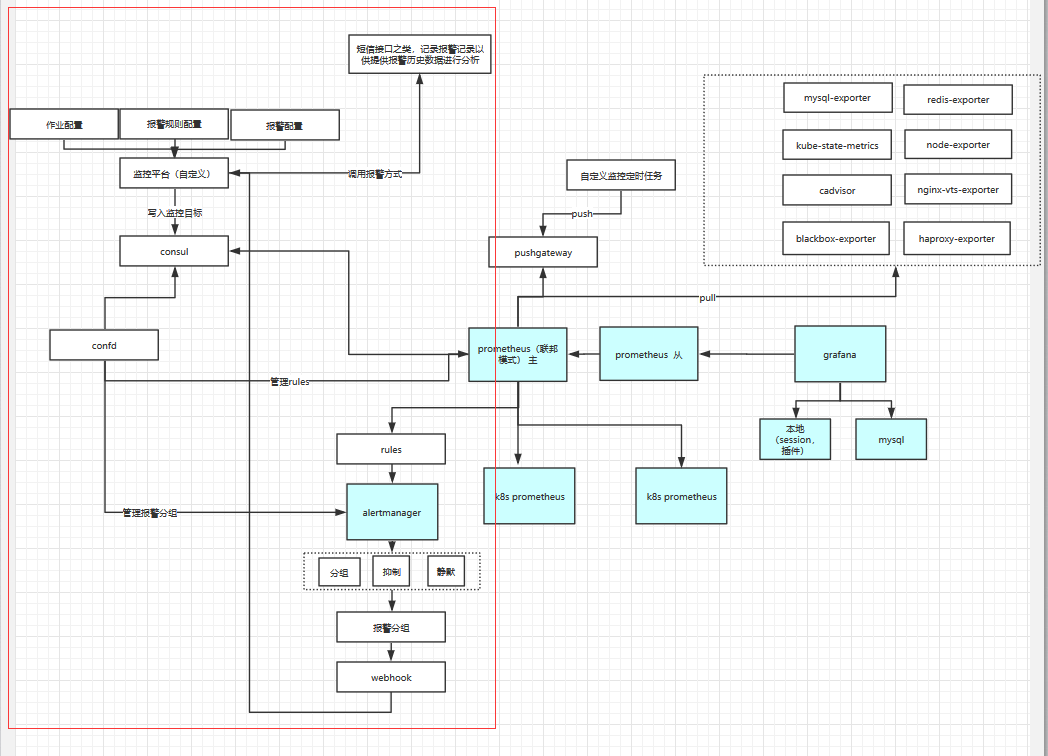 短信接口之类，记录报警记录以
供提供报警历史数据进行分析
作业配置
报警规则配置
报警配置
监控平台（自定义）
调用报警方式
写入监控目标
consul
confd
管理rules
自定义监控定时任务
push
pushgateway
mysql-exporter
redis-exporter
kube-state-metrics
node-exporter
cadvisor
nginx-vts-exporter
blackbox-exporter
haproxy-exporter
pull
prometheus（联邦
模式） 主
prometheus 从
grafana
本地
（session，
插件）
mysql
rules
k8s prometheus
k8s prometheus
管理报警分组
alertmanager
分组
抑制
静默
报警分组
webhook